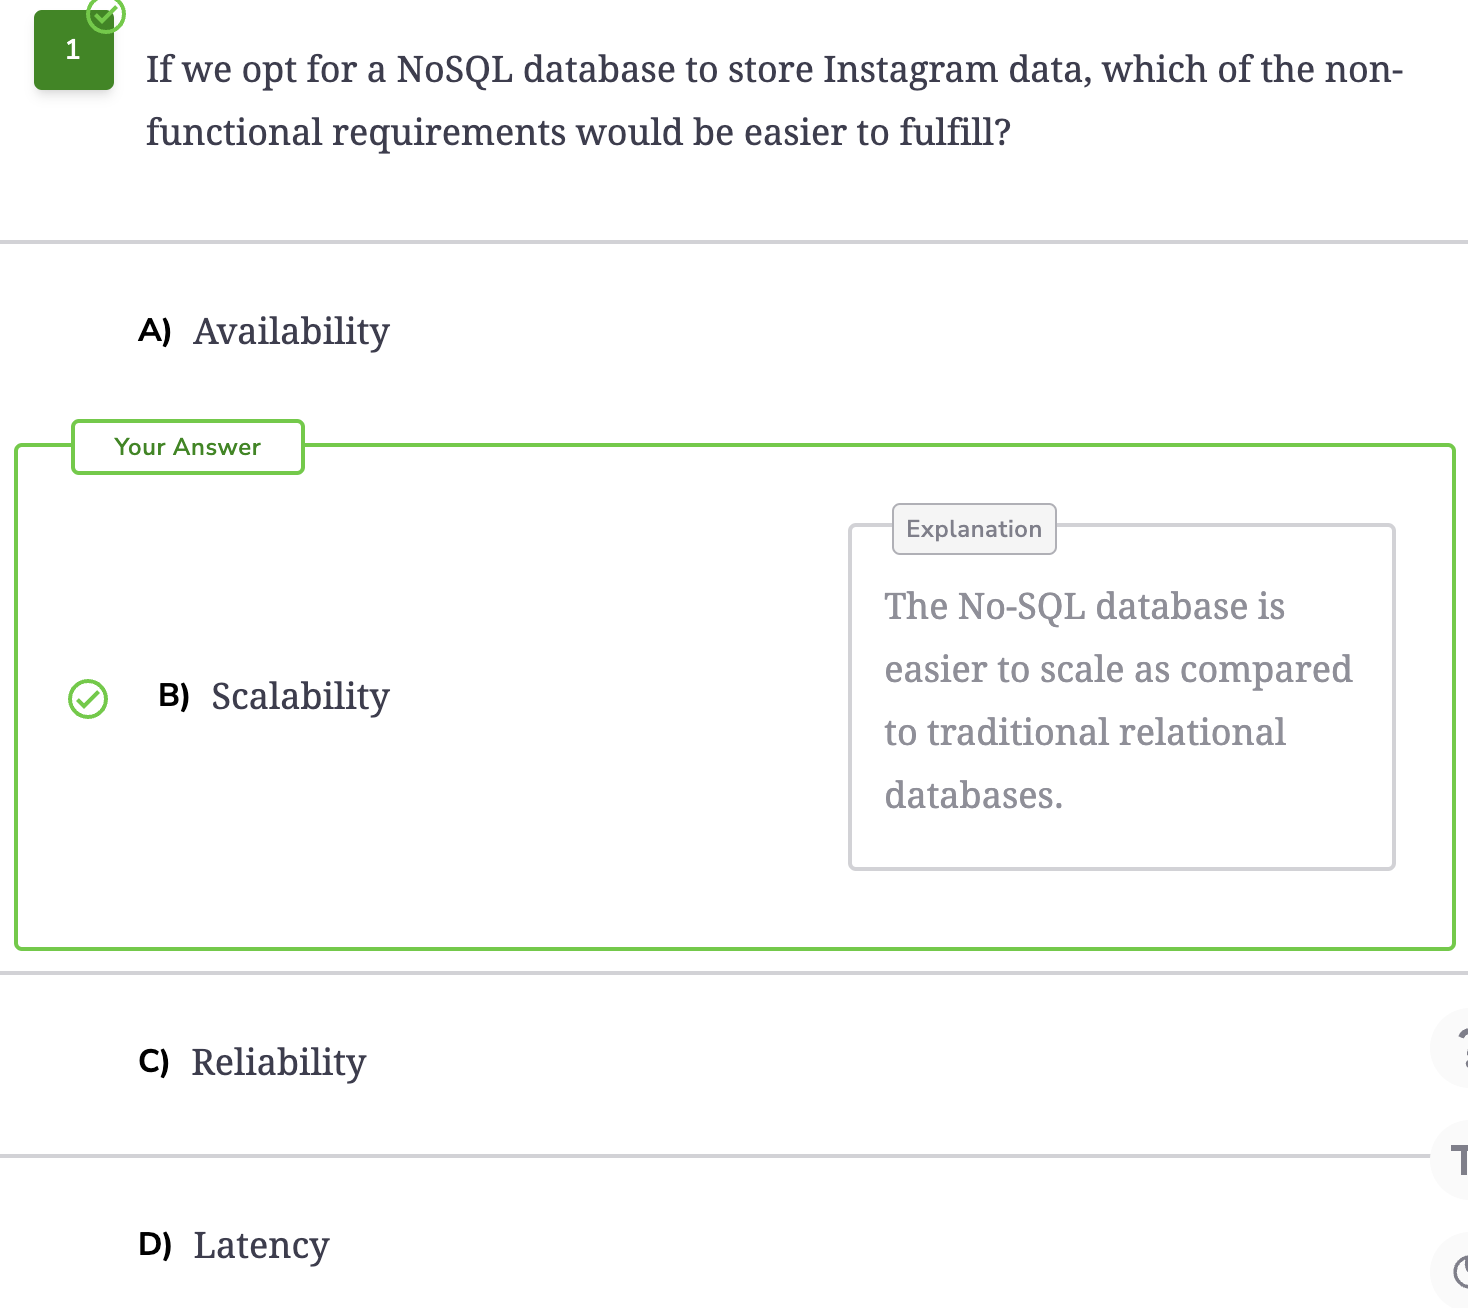 1
If we opt for a NoSQL database to store Instagram data, which of the non-
functional requirements would be easier to fulfill?
A) Availability
Your Answer
Explanation
The No-SQL database is
easier to scale as compared
to traditional relational
databases.
B) Scalability
C) Reliability
D) Latency